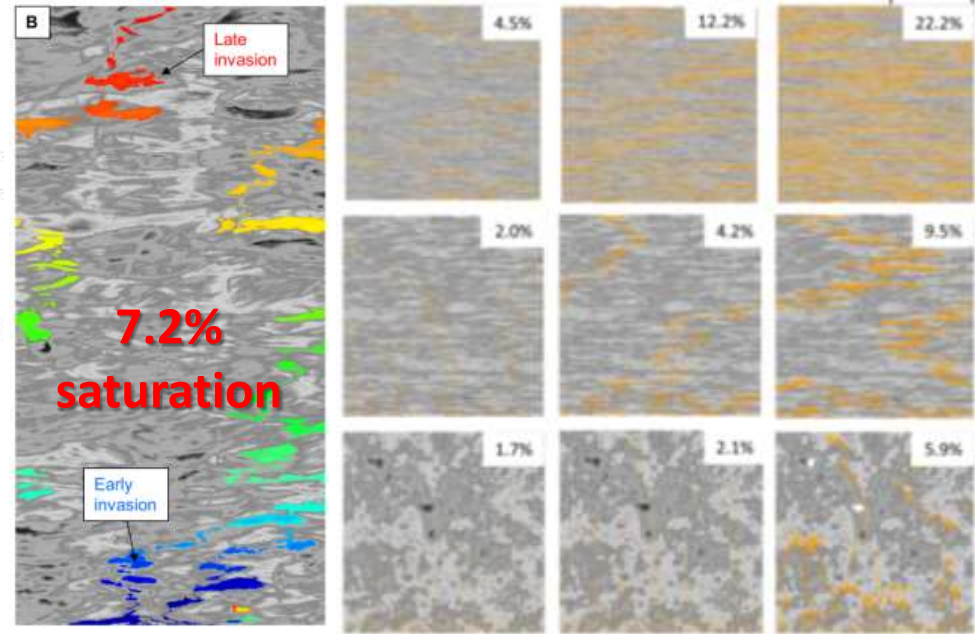 B
Late
invasion
7.2%
saturation
Early
invasion
4.5%
12.2%
22.2%
2.0%
4.2%
9.5%
1.7%
2.1%
5.9%